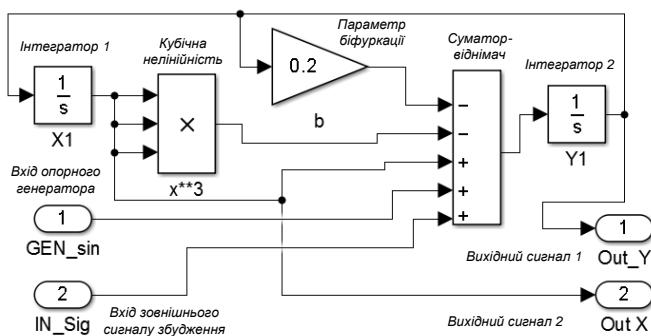 Інтегратор 1
Кубічна
нелінійність
Параметр
біфуркації
Суматор-
віднімач
Інтегратор 2
1
s
X1
×
x**3
0.2
b
−
−
+
+
+
1
s
Y1
Вхід опорного
генератора
1
GEN_sin
2
IN_Sig
Вхід зовнішнього
сигналу збудження
Вихідний сигнал 1
1
Out_Y
Вихідний сигнал 2
2
Out X